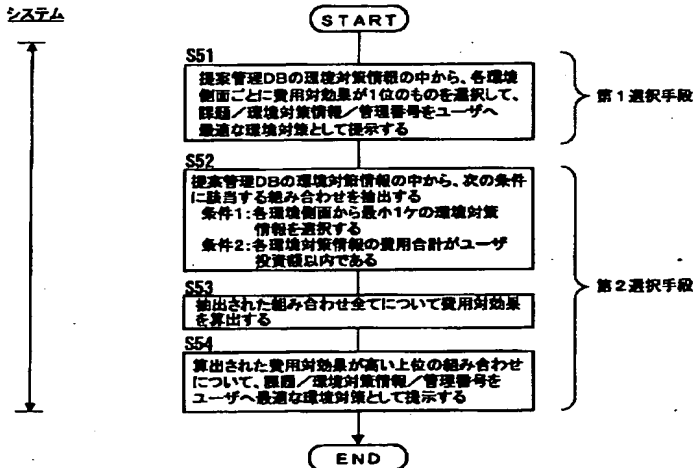 システム
START
S51
提案管理DBの環境対策情報の中から、各環境
側面ごとに費用対効果が1位のものを選択して、
課題/環境対策情報/管理番号をユーザへ
最適な環境対策として提示する
第1選択手段
S52
提案管理DBの環境対策情報の中から、次の条件
に該当する組み合わせを抽出する
条件1:各環境側面から最小1ケの環境対策
情報を選択する
条件2:各環境対策情報の費用合計がユーザ
投資額以内である
第2選択手段
S53
抽出された組み合わせ全てについて費用対効果
を算出する
S54
算出された費用対効果が高い上位の組み合わせ
について、課題/環境対策情報/管理番号を
ユーザへ最適な環境対策として提示する
END